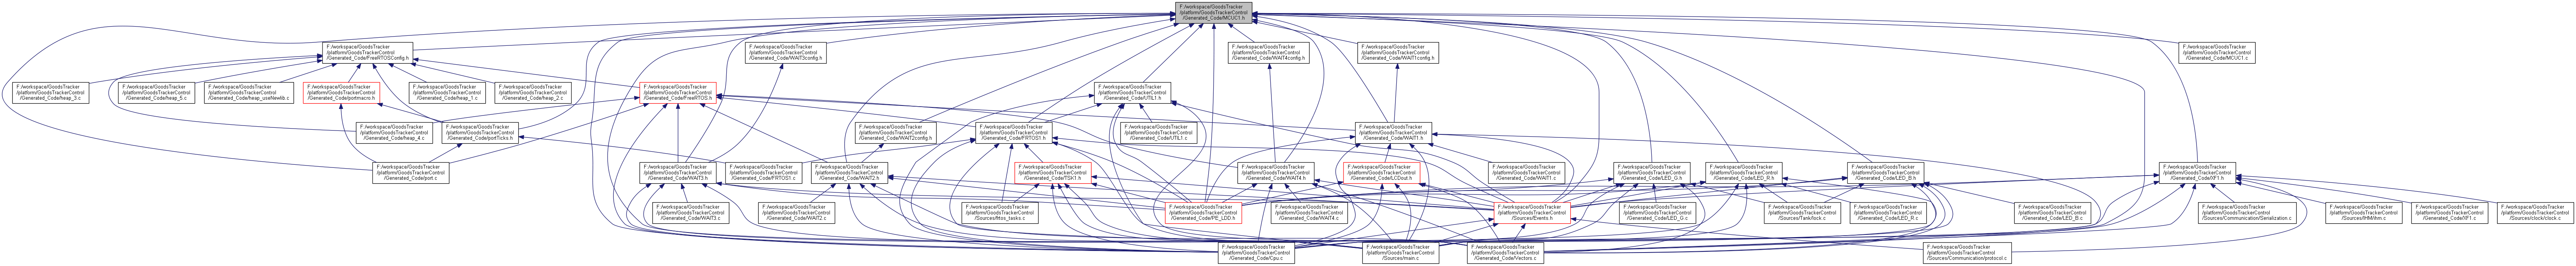 F:/workspace/GoodsTracker
/platform/GoodsTrackerControl
/Generated_Code/MCUC1.h
F:/workspace/GoodsTracker
/platform/GoodsTrackerControl
/Generated_Code/FreeRTOSConfig.h
F:/workspace/GoodsTracker
/platform/GoodsTrackerControl
/Generated_Code/WAIT3config.h
F:/workspace/GoodsTracker
/platform/GoodsTrackerControl
/Generated_Code/WAIT4config.h
F:/workspace/GoodsTracker
/platform/GoodsTrackerControl
/Generated_Code/WAIT1config.h
F:/workspace/GoodsTracker
/platform/GoodsTrackerControl
/Generated_Code/MCUC1.c
F:/workspace/GoodsTracker
/platform/GoodsTrackerControl
/Generated_Code/heap_3.c
F:/workspace/GoodsTracker
/platform/GoodsTrackerControl
/Generated_Code/heap_5.c
F:/workspace/GoodsTracker
/platform/GoodsTrackerControl
/Generated_Code/heap_useNewlib.c
F:/workspace/GoodsTracker
/platform/GoodsTrackerControl
/Generated_Code/portmacro.h
F:/workspace/GoodsTracker
/platform/GoodsTrackerControl
/Generated_Code/heap_1.c
F:/workspace/GoodsTracker
/platform/GoodsTrackerControl
/Generated_Code/heap_2.c
F:/workspace/GoodsTracker
/platform/GoodsTrackerControl
/Generated_Code/FreeRTOS.h
F:/workspace/GoodsTracker
/platform/GoodsTrackerControl
/Generated_Code/UTIL1.h
F:/workspace/GoodsTracker
/platform/GoodsTrackerControl
/Generated_Code/heap_4.c
F:/workspace/GoodsTracker
/platform/GoodsTrackerControl
/Generated_Code/portTicks.h
F:/workspace/GoodsTracker
/platform/GoodsTrackerControl
/Generated_Code/WAIT2config.h
F:/workspace/GoodsTracker
/platform/GoodsTrackerControl
/Generated_Code/FRTOS1.h
F:/workspace/GoodsTracker
/platform/GoodsTrackerControl
/Generated_Code/UTIL1.c
F:/workspace/GoodsTracker
/platform/GoodsTrackerControl
/Generated_Code/WAIT1.h
F:/workspace/GoodsTracker
/platform/GoodsTrackerControl
/Generated_Code/port.c
F:/workspace/GoodsTracker
/platform/GoodsTrackerControl
/Generated_Code/WAIT3.h
F:/workspace/GoodsTracker
/platform/GoodsTrackerControl
/Generated_Code/FRTOS1.c
F:/workspace/GoodsTracker
/platform/GoodsTrackerControl
/Generated_Code/WAIT2.h
F:/workspace/GoodsTracker
/platform/GoodsTrackerControl
/Generated_Code/TSK1.h
F:/workspace/GoodsTracker
/platform/GoodsTrackerControl
/Generated_Code/WAIT4.h
F:/workspace/GoodsTracker
/platform/GoodsTrackerControl
/Generated_Code/LCDout.h
F:/workspace/GoodsTracker
/platform/GoodsTrackerControl
/Generated_Code/WAIT1.c
F:/workspace/GoodsTracker
/platform/GoodsTrackerControl
/Generated_Code/LED_G.h
F:/workspace/GoodsTracker
/platform/GoodsTrackerControl
/Generated_Code/LED_R.h
F:/workspace/GoodsTracker
/platform/GoodsTrackerControl
/Generated_Code/LED_B.h
F:/workspace/GoodsTracker
/platform/GoodsTrackerControl
/Generated_Code/XF1.h
F:/workspace/GoodsTracker
/platform/GoodsTrackerControl
/Generated_Code/WAIT3.c
F:/workspace/GoodsTracker
/platform/GoodsTrackerControl
/Generated_Code/WAIT2.c
F:/workspace/GoodsTracker
/platform/GoodsTrackerControl
/Sources/rtos_tasks.c
F:/workspace/GoodsTracker
/platform/GoodsTrackerControl
/Generated_Code/PE_LDD.h
F:/workspace/GoodsTracker
/platform/GoodsTrackerControl
/Generated_Code/WAIT4.c
F:/workspace/GoodsTracker
/platform/GoodsTrackerControl
/Sources/Events.h
F:/workspace/GoodsTracker
/platform/GoodsTrackerControl
/Generated_Code/LED_G.c
F:/workspace/GoodsTracker
/platform/GoodsTrackerControl
/Sources/Tank/lock.c
F:/workspace/GoodsTracker
/platform/GoodsTrackerControl
/Generated_Code/LED_R.c
F:/workspace/GoodsTracker
/platform/GoodsTrackerControl
/Generated_Code/LED_B.c
F:/workspace/GoodsTracker
/platform/GoodsTrackerControl
/Sources/Communication/Serialization.c
F:/workspace/GoodsTracker
/platform/GoodsTrackerControl
/Sources/IHM/ihm.c
F:/workspace/GoodsTracker
/platform/GoodsTrackerControl
/Generated_Code/XF1.c
F:/workspace/GoodsTracker
/platform/GoodsTrackerControl
/Sources/clock/clock.c
F:/workspace/GoodsTracker
/platform/GoodsTrackerControl
/Generated_Code/Cpu.c
F:/workspace/GoodsTracker
/platform/GoodsTrackerControl
/Sources/main.c
F:/workspace/GoodsTracker
/platform/GoodsTrackerControl
/Generated_Code/Vectors.c
F:/workspace/GoodsTracker
/platform/GoodsTrackerControl
/Sources/Communication/protocol.c